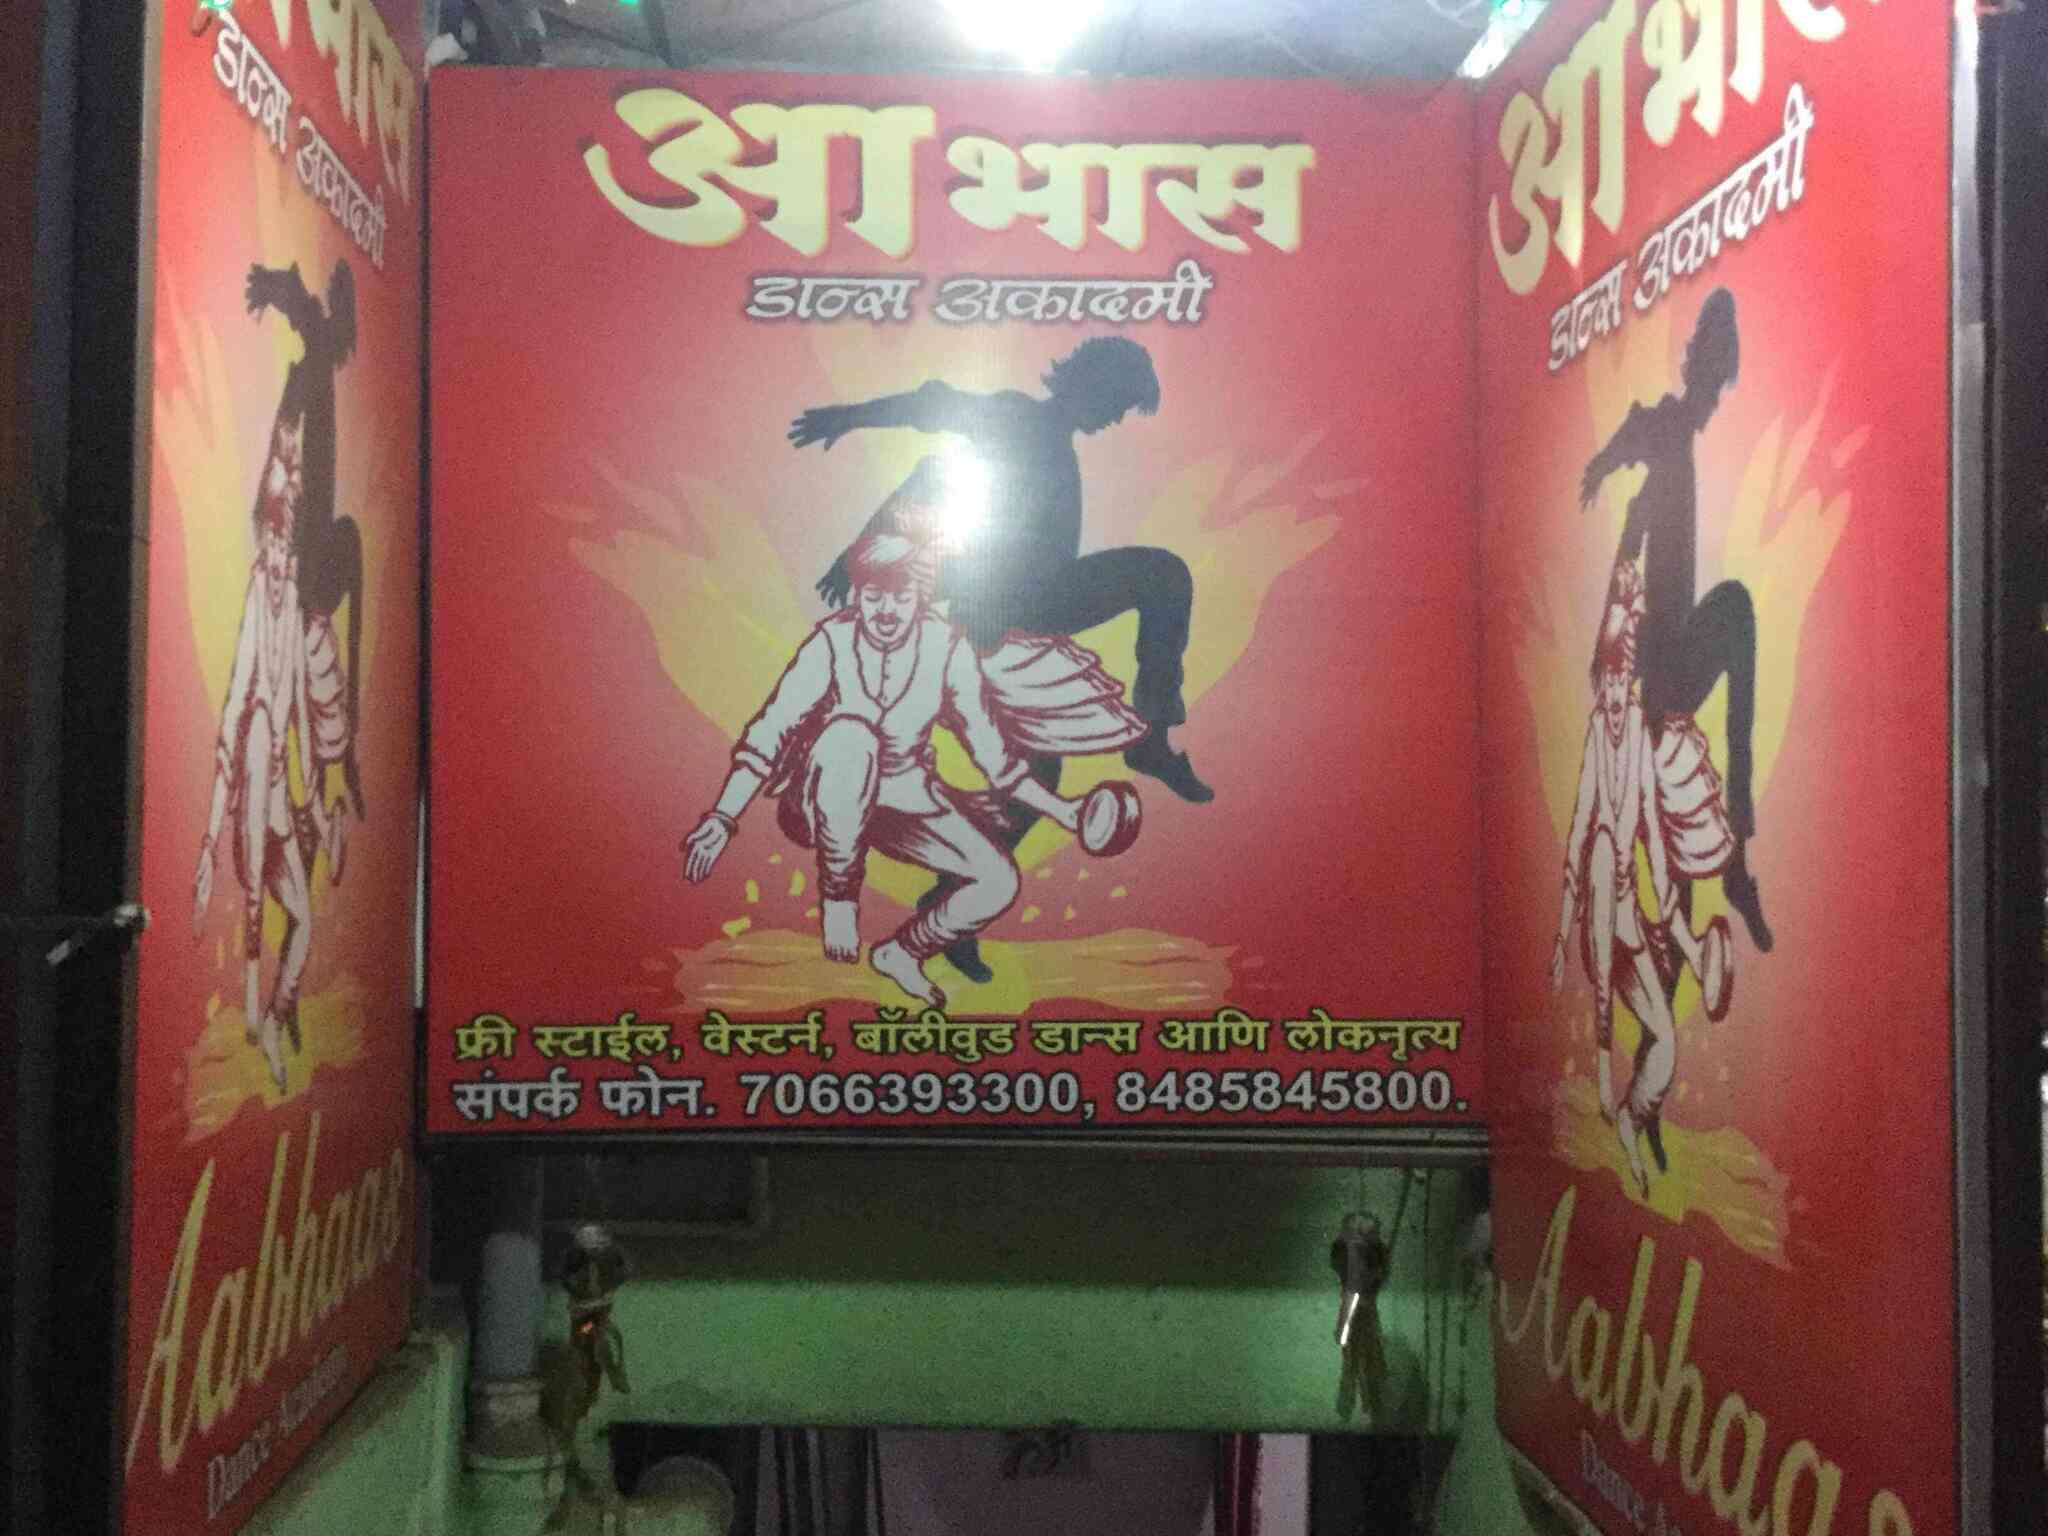 आभास
डान्स अकादमी
आभास
डान्स अकादमी
फ्री स्टाईल, वेस्टर्न, बॉलीवुड डान्स आणि लोकनृत्य
संपर्क फोन. 7066393300, 8485845800.
Aabhaas
Dance Academy
आभास
डान्स अकादमी
Aabhaas
Dance